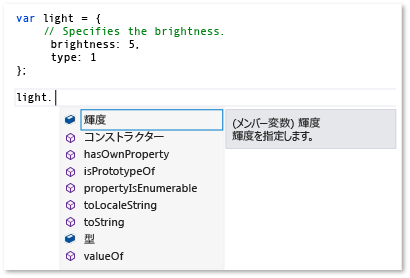 var light = {
// Specifies the brightness.
brightness: 5,
type: 1
};
light.
輝度
コンストラクター
hasOwnProperty
isPrototypeOf
propertyIsEnumerable
toLocaleString
toString
型
valueOf
(メンバー変数) 輝度
輝度を指定します。